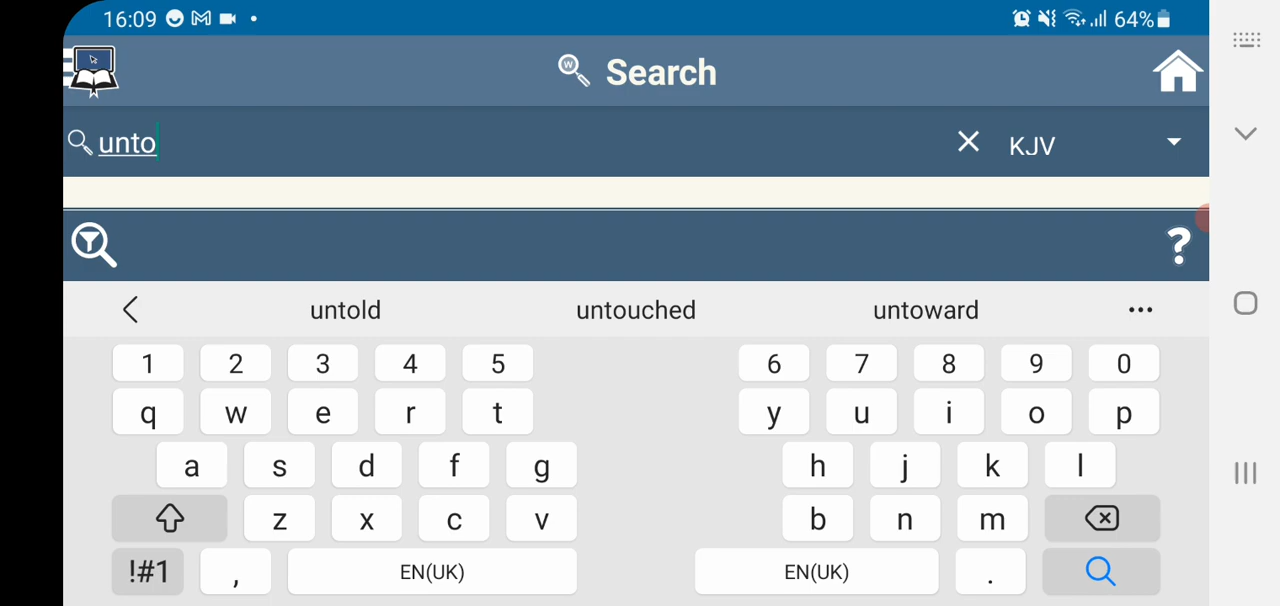 16:09 64%
Search
unto KJV
?
untold untouched untoward ...
1 2 3 4 5 6 7 8 9 0
q w e r t y u i o p
a s d f g h j k l
z x c v b n m
!#1 , EN(UK) EN(UK) .